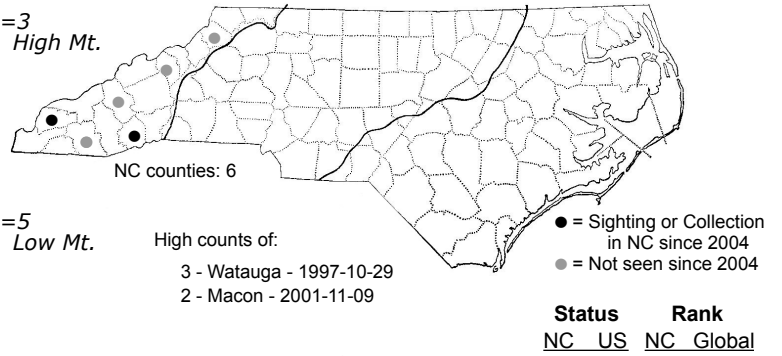 =3
High Mt.
NC counties: 6
=5
Low Mt.
High counts of:
3 - Watauga - 1997-10-29
2 - Macon - 2001-11-09
● = Sighting or Collection
in NC since 2004
● = Not seen since 2004
Status Rank
NC US NC Global